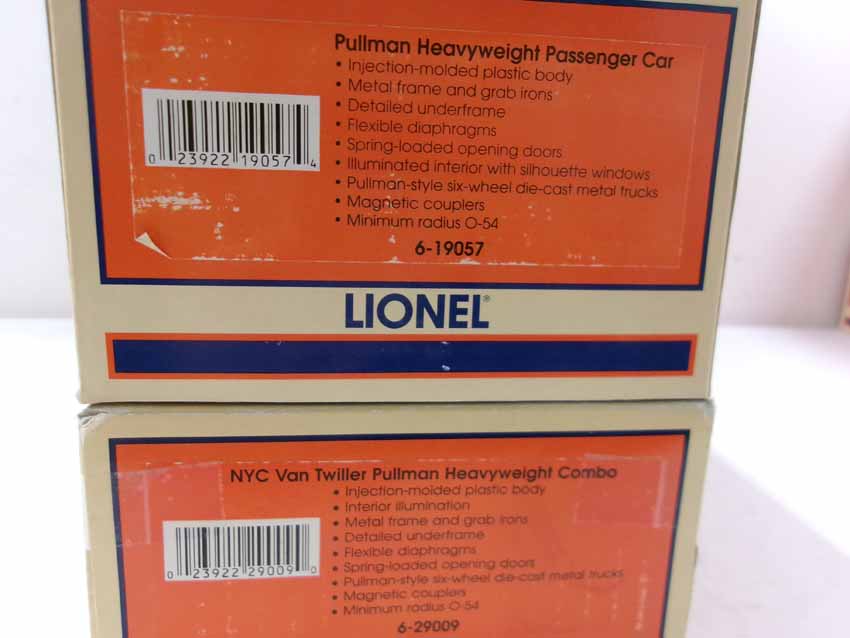 Pullman Heavyweight Passenger Car
• Injection-molded plastic body
• Metal frame and grab irons
• Detailed underframe
• Flexible diaphragms
• Spring-loaded opening doors
• Illuminated interior with silhouette windows
• Pullman-style six-wheel die-cast metal trucks
• Magnetic couplers
• Minimum radius O-54
0 23922 19057 4
6-19057
LIONEL®
NYC Van Twiller Pullman Heavyweight Combo
• Injection-molded plastic body
• Interior illumination
• Metal frame and grab irons
• Detailed underframe
• Flexible diaphragms
• Spring-loaded opening doors
• Pullman-style six-wheel die-cast metal trucks
• Magnetic couplers
• Minimum radius O-54
0 23922 29009 0
6-29009